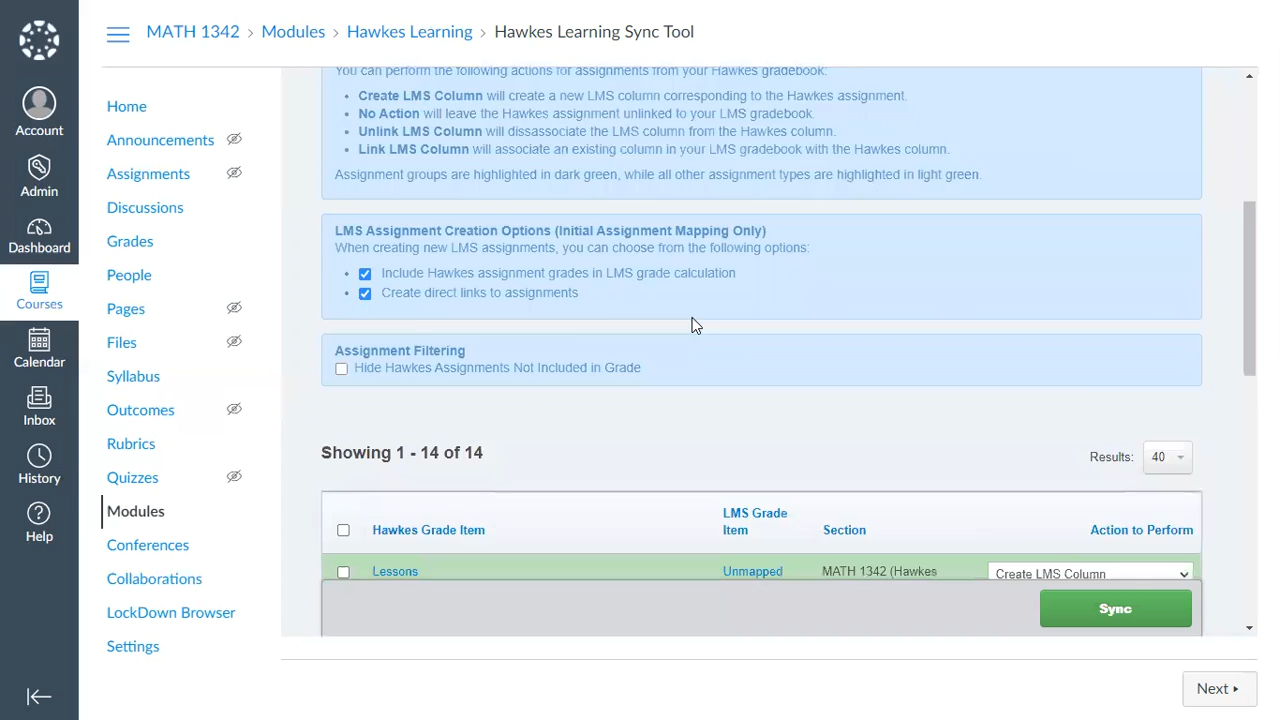 MATH 1342 › Modules › Hawkes Learning › Hawkes Learning Sync Tool
Account
Admin
Dashboard
Courses
Calendar
Inbox
History
Help
Home
Announcements
Assignments
Discussions
Grades
People
Pages
Files
Syllabus
Outcomes
Rubrics
Quizzes
Modules
Conferences
Collaborations
LockDown Browser
Settings
You can perform the following actions for assignments from your Hawkes gradebook:
• Create LMS Column will create a new LMS column corresponding to the Hawkes assignment.
• No Action will leave the Hawkes assignment unlinked to your LMS gradebook.
• Unlink LMS Column will dissassociate the LMS column from the Hawkes column.
• Link LMS Column will associate an existing column in your LMS gradebook with the Hawkes column.
Assignment groups are highlighted in dark green, while all other assignment types are highlighted in light green.
LMS Assignment Creation Options (Initial Assignment Mapping Only)
When creating new LMS assignments, you can choose from the following options:
• Include Hawkes assignment grades in LMS grade calculation
• Create direct links to assignments
Assignment Filtering
Hide Hawkes Assignments Not Included in Grade
Showing 1 - 14 of 14
Results: 40
Hawkes Grade Item LMS Grade Item Section Action to Perform
Lessons Unmapped MATH 1342 (Hawkes Create LMS Column
Sync
Next